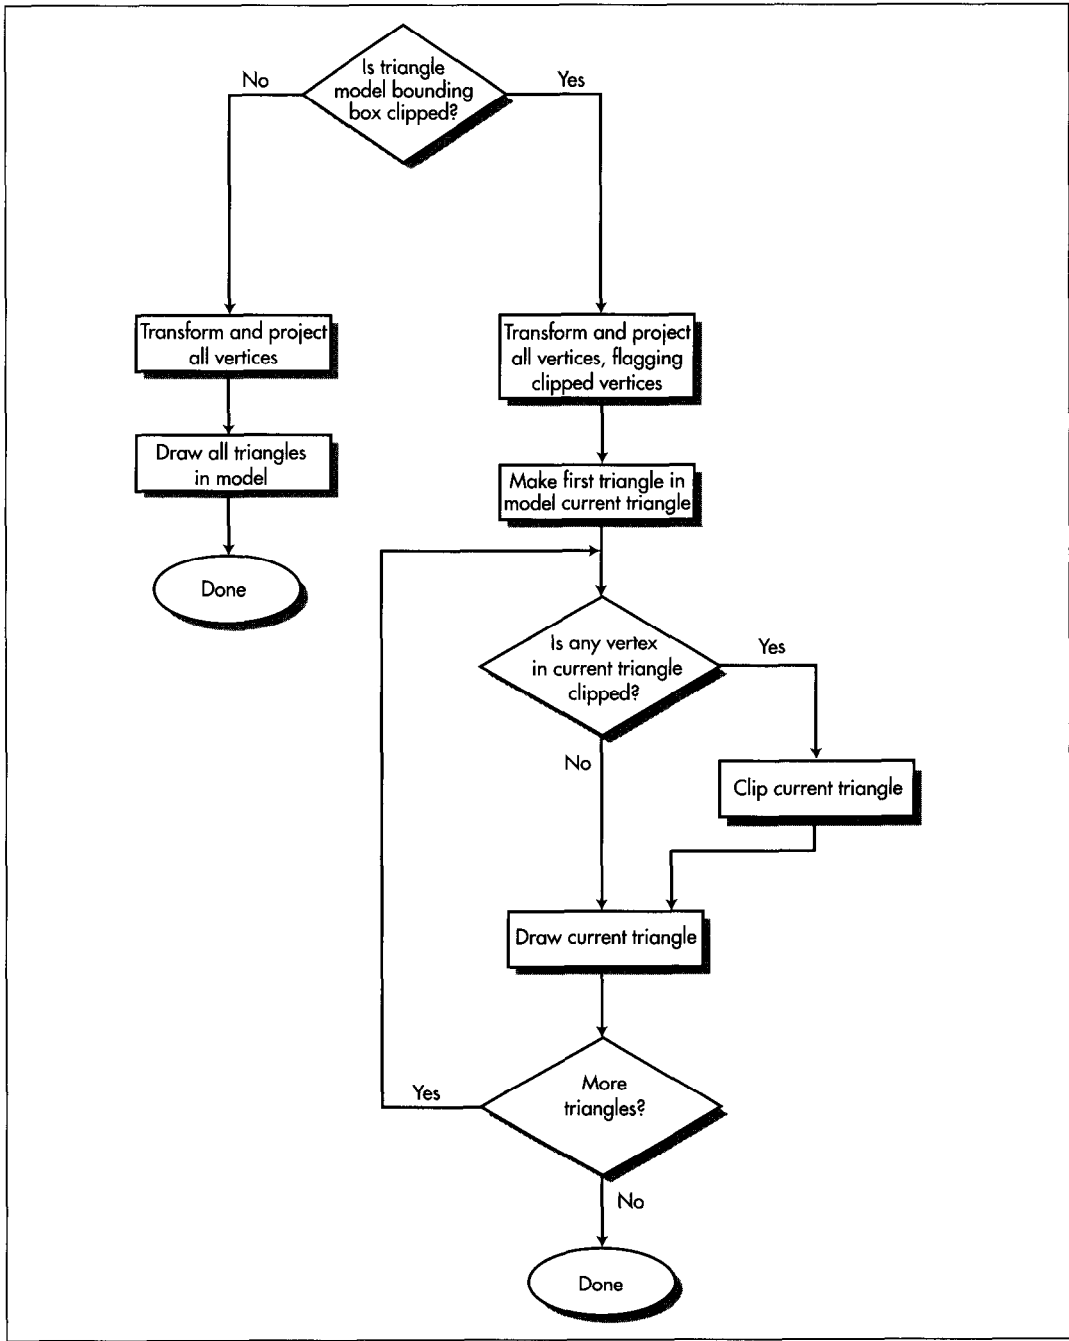 Is triangle
model bounding
box clipped?
No
Yes
Transform and project
all vertices
Draw all triangles
in model
Done
Transform and project
all vertices, flagging
clipped vertices
Make first triangle in
model current triangle
Is any vertex
in current triangle
clipped?
Yes
No
Clip current triangle
Draw current triangle
More
triangles?
Yes
No
Done